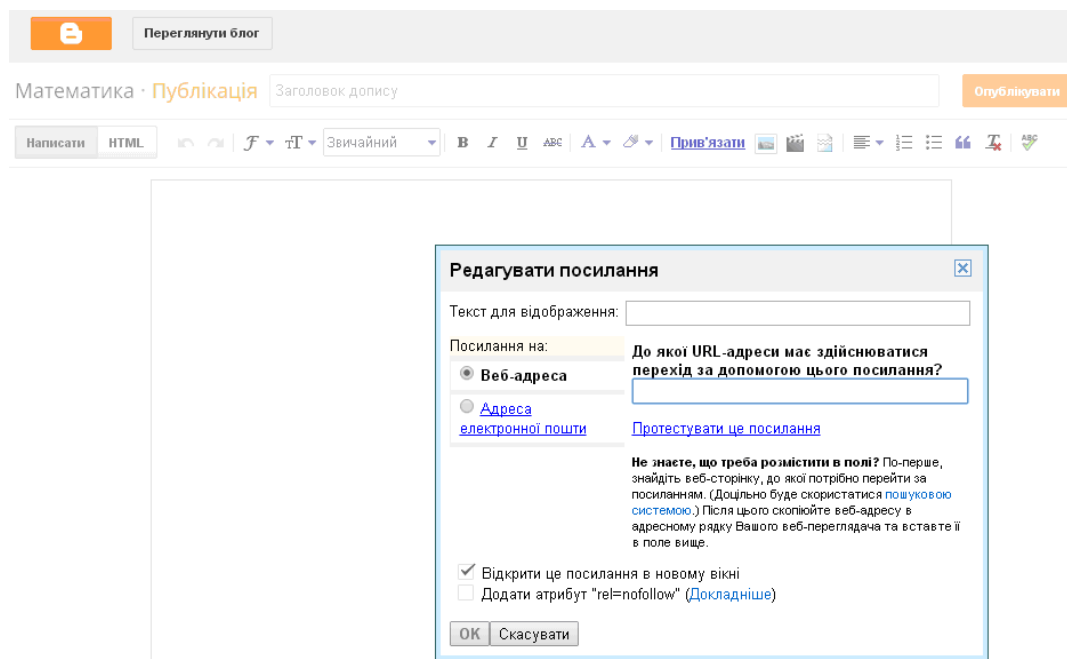 Переглянути блог
Математика · Публікація Заголовок допису Опублікувати
Написати HTML F тT Звичайний B I U ABC A Прив'язати ABC
Редагувати посилання
Текст для відображення:
Посилання на:
До якої URL-адреси має здійснюватися
перехід за допомогою цього посилання?
Веб-адреса
Адреса
електронної пошти
Протестувати це посилання
Не знаєте, що треба розмістити в полі? По-перше,
знайдіть веб-сторінку, до якої потрібно перейти за
посиланням. (Доцільно буде скористатися пошуковою
системою.) Після цього скопіюйте веб-адресу в
адресному рядку Вашого веб-переглядача та вставте її
в поле вище.
Відкрити це посилання в новому вікні
Додати атрибут "rel=nofollow" (Докладніше)
OK Скасувати